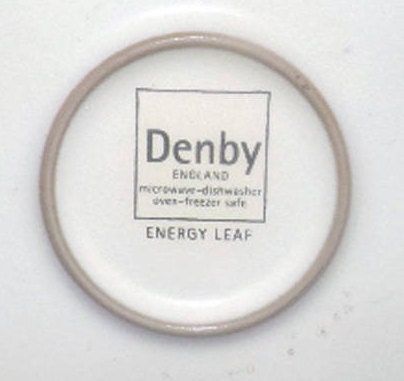 Denby
ENGLAND
microwave-dishwasher
oven-freezer safe
ENERGY LEAF